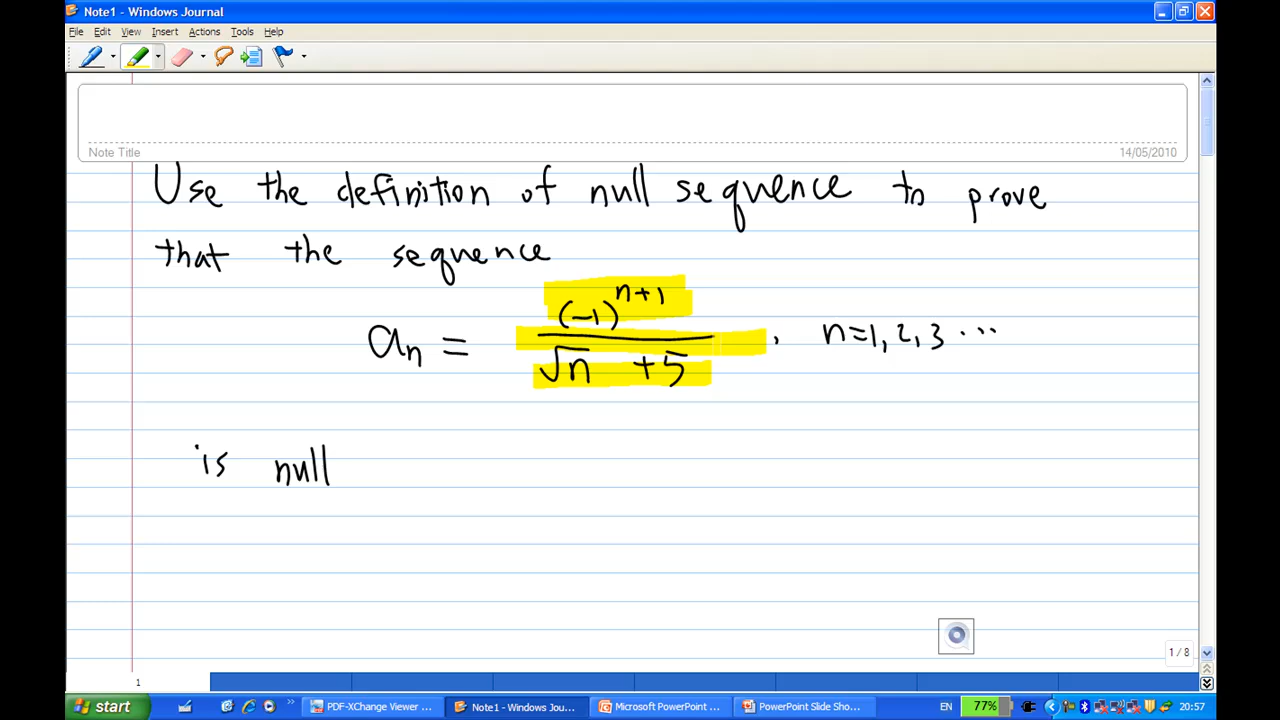 Note1 - Windows Journal
File Edit View Insert Actions Tools Help
Note Title
14/05/2010
Use the definition of null sequence to prove
that the sequence
aₙ = (-1)^(n+1) / (√n + 5) , n=1, 2, 3 ...
is null
1 / 8
1
start
PDF-XChange Viewer ...
Note1 - Windows Jou...
Microsoft PowerPoint ...
PowerPoint Slide Sho...
EN
77%
20:57